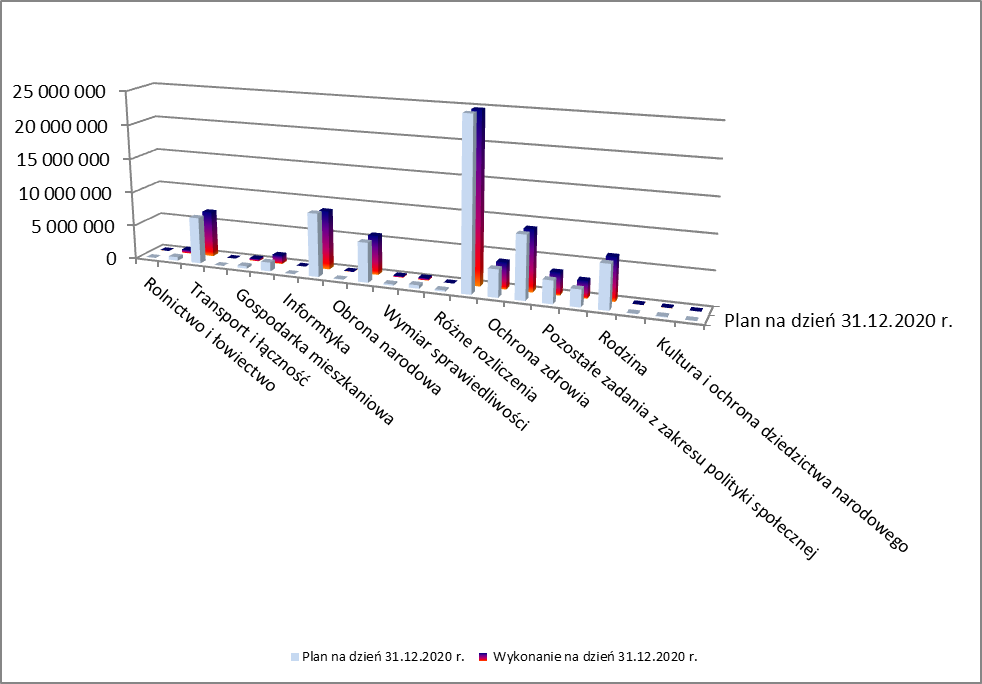 25 000 000
20 000 000
15 000 000
10 000 000
5 000 000
0
Rolnictwo i łowiectwo
Transport i łączność
Gospodarka mieszkaniowa
Informtyka
Obrona narodowa
Wymiar sprawiedliwości
Różne rozliczenia
Ochrona zdrowia
Pozostałe zadania z zakresu polityki społecznej
Rodzina
Kultura i ochrona dziedzictwa narodowego
Plan na dzień 31.12.2020 r.
Plan na dzień 31.12.2020 r. Wykonanie na dzień 31.12.2020 r.